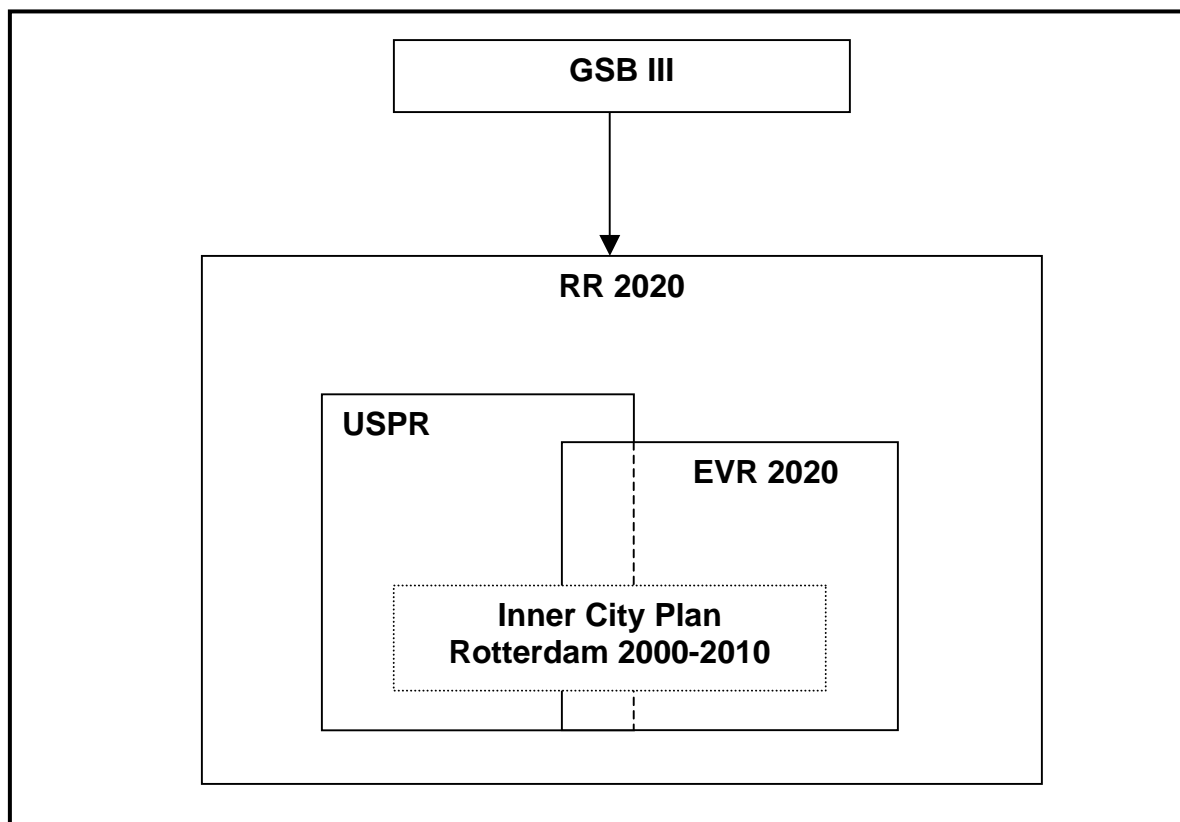 GSB III
RR 2020
USPR
EVR 2020
Inner City Plan
Rotterdam 2000-2010